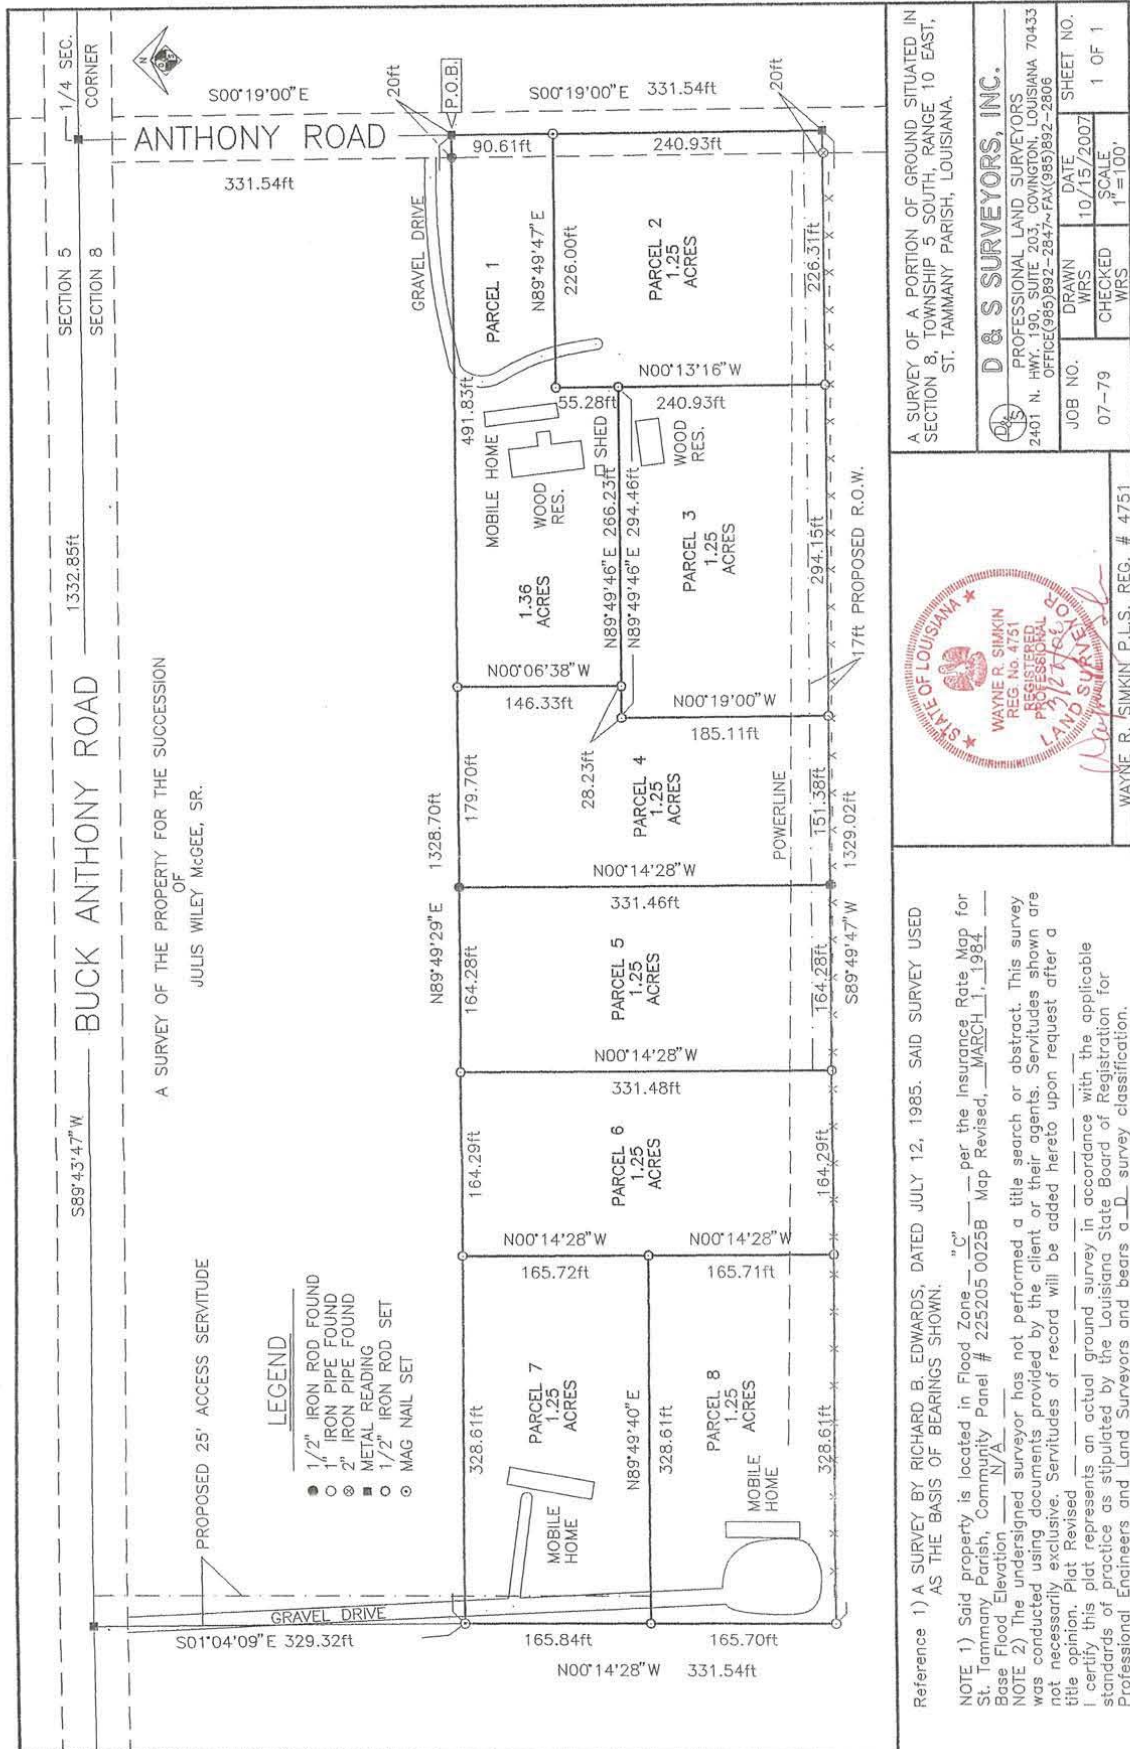 1/4 SEC.
CORNER
SECTION 5
SECTION 8
1332.85ft
S89°43'47"W
BUCK ANTHONY ROAD
N
S00°19'00"E
ANTHONY ROAD
331.54ft
20ft
P.O.B.
S00°19'00"E 331.54ft
20ft
A SURVEY OF THE PROPERTY FOR THE SUCCESSION
OF
JULIS WILEY McGEE, SR.
PROPOSED 25' ACCESS SERVITUDE
LEGEND
1/2" IRON ROD FOUND
1" IRON PIPE FOUND
2" IRON PIPE FOUND
METAL READING
1/2" IRON ROD SET
MAG NAIL SET
GRAVEL DRIVE
S01°04'09"E 329.32ft
GRAVEL DRIVE
N89°49'29"E 1328.70ft
328.61ft
164.29ft
164.28ft
179.70ft
491.83ft
90.61ft
240.93ft
PARCEL 1
1.36
ACRES
MOBILE HOME
WOOD
RES.
SHED
N89°49'47"E
226.00ft
PARCEL 2
1.25
ACRES
226.31ft
N00°13'16"W
55.28ft
240.93ft
N89°49'46"E 266.23ft
N89°49'46"E 294.46ft
WOOD
RES.
PARCEL 3
1.25
ACRES
294.15ft
17ft PROPOSED R.O.W.
N00°06'38"W
146.33ft
28.23ft
N00°19'00"W
185.11ft
PARCEL 4
1.25
ACRES
POWERLINE
151.38ft
N00°14'28"W
331.46ft
PARCEL 5
1.25
ACRES
164.28ft
S89°49'47"W 1329.02ft
N00°14'28"W
331.48ft
PARCEL 6
1.25
ACRES
164.29ft
N00°14'28"W
165.72ft
N00°14'28"W
165.71ft
PARCEL 7
1.25
ACRES
MOBILE
HOME
N89°49'40"E
328.61ft
PARCEL 8
1.25
ACRES
MOBILE
HOME
328.61ft
165.84ft
165.70ft
N00°14'28"W 331.54ft
Reference 1) A SURVEY BY RICHARD B. EDWARDS, DATED JULY 12, 1985. SAID SURVEY USED
AS THE BASIS OF BEARINGS SHOWN.
NOTE 1) Said property is located in Flood Zone "C" per the Insurance Rate Map for
St. Tammany Parish, Community Panel # 225205 0025B Map Revised, MARCH 1, 1984
Base Flood Elevation N/A
NOTE 2) The undersigned surveyor has not performed a title search or abstract. This survey
was conducted using documents provided by the client or their agents. Servitudes shown are
not necessarily exclusive. Servitudes of record will be added hereto upon request after a
title opinion. Plat Revised
I certify this plat represents an actual ground survey in accordance with the applicable
standards of practice as stipulated by the Louisiana State Board of Registration for
Professional Engineers and Land Surveyors and bears a D survey classification.
STATE OF LOUISIANA
WAYNE R. SIMKIN
REG. No. 4751
REGISTERED
PROFESSIONAL
LAND SURVEYOR
WAYNE R. SIMKIN P.L.S. REG. # 4751
A SURVEY OF A PORTION OF GROUND SITUATED IN
SECTION 8, TOWNSHIP 5 SOUTH, RANGE 10 EAST,
ST. TAMMANY PARISH, LOUISIANA.
D&S
D & S SURVEYORS, INC.
PROFESSIONAL LAND SURVEYORS
2401 N. HWY. 190, SUITE 203, COVINGTON, LOUISIANA 70433
OFFICE(985)892-2847~FAX(985)892-2806
JOB NO.
07-79
DRAWN
WRS
CHECKED
WRS
DATE
10/15/2007
SCALE
1"=100'
SHEET NO.
1 OF 1